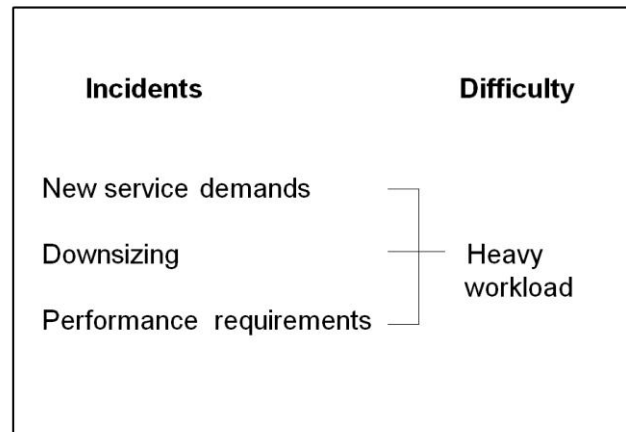 Incidents Difficulty
New service demands
Downsizing Heavy
workload
Performance requirements